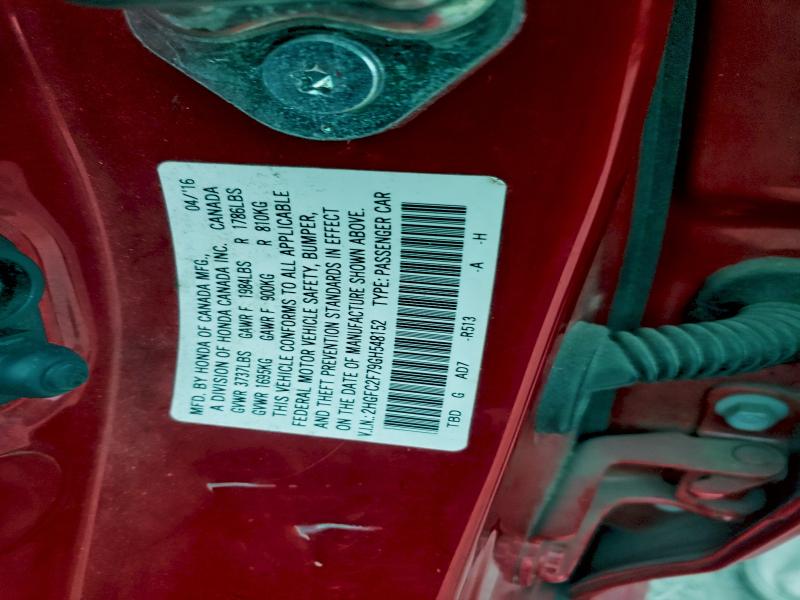 MFD. BY HONDA OF CANADA MFG., 04/'16
A DIVISION OF HONDA CANADA INC. CANADA
GVWR 3737LBS GAWR F 1984LBS R 1786LBS
GVWR 1695KG GAWR F 900KG R 810KG
THIS VEHICLE CONFORMS TO ALL APPLICABLE
FEDERAL MOTOR VEHICLE SAFETY, BUMPER,
AND THEFT PREVENTION STANDARDS IN EFFECT
ON THE DATE OF MANUFACTURE SHOWN ABOVE.
V.I.N.: 2HGFC2F79GH548152 TYPE: PASSENGER CAR
TBD G AD7 -R513 -A -H